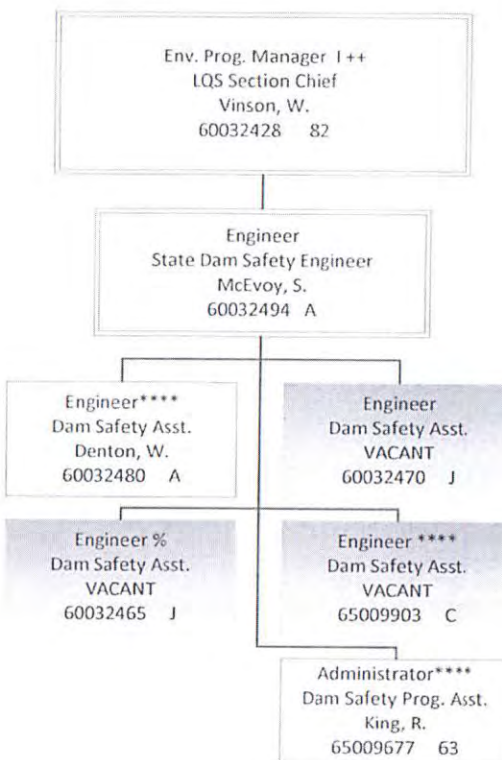 Env. Prog. Manager I ++
LQS Section Chief
Vinson, W.
60032428 82
Engineer
State Dam Safety Engineer
McEvoy, S.
60032494 A
Engineer****
Dam Safety Asst.
Denton, W.
60032480 A
Engineer
Dam Safety Asst.
VACANT
60032470 J
Engineer %
Dam Safety Asst.
VACANT
60032465 J
Engineer ****
Dam Safety Asst.
VACANT
65009903 C
Administrator****
Dam Safety Prog. Asst.
King, R.
65009677 63